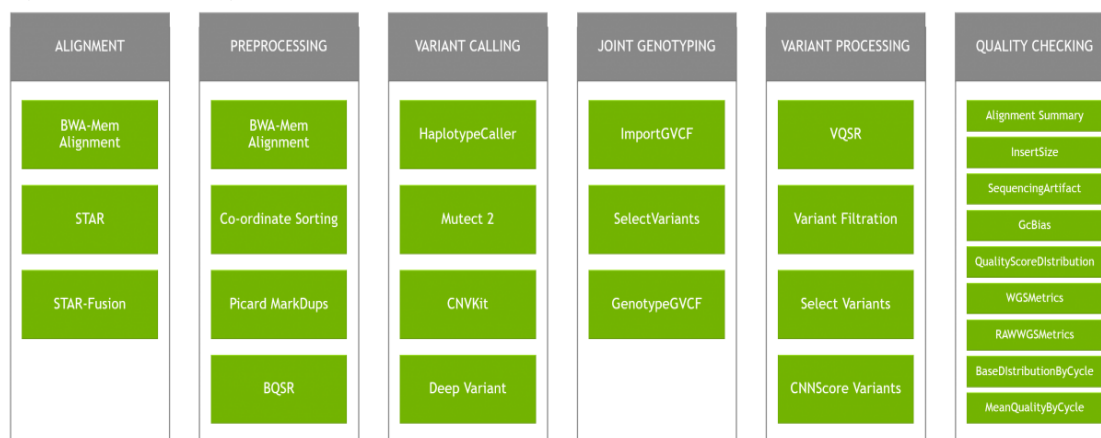 ALIGNMENT
BWA-Mem
Alignment
STAR
STAR-Fusion
PREPROCESSING
BWA-Mem
Alignment
Co-ordinate Sorting
Picard MarkDups
BQSR
VARIANT CALLING
HaplotypeCaller
Mutect 2
CNVKit
Deep Variant
JOINT GENOTYPING
ImportGVCF
SelectVariants
GenotypeGVCF
VARIANT PROCESSING
VQSR
Variant Filtration
Select Variants
CNNScore Variants
QUALITY CHECKING
Alignment Summary
InsertSize
SequencingArtifact
GcBias
QualityScoreDistribution
WGSMetrics
RAWWGSMetrics
BaseDistributionByCycle
MeanQualityByCycle